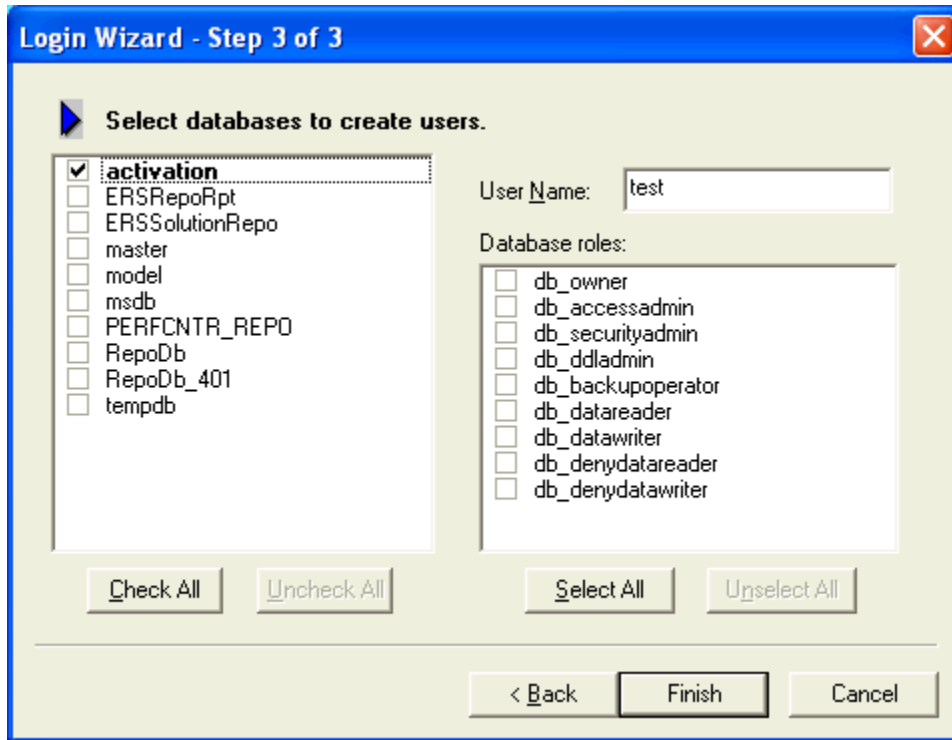 Login Wizard - Step 3 of 3
Select databases to create users.
activation
ERSRepoRpt
ERSSolutionRepo
master
model
msdb
PERFCNTR_REPO
RepoDb
RepoDb_401
tempdb
Check All
Uncheck All
User Name:
test
Database roles:
db_owner
db_accessadmin
db_securityadmin
db_ddladmin
db_backupoperator
db_datareader
db_datawriter
db_denydatareader
db_denydatawriter
Select All
Unselect All
< Back
Finish
Cancel